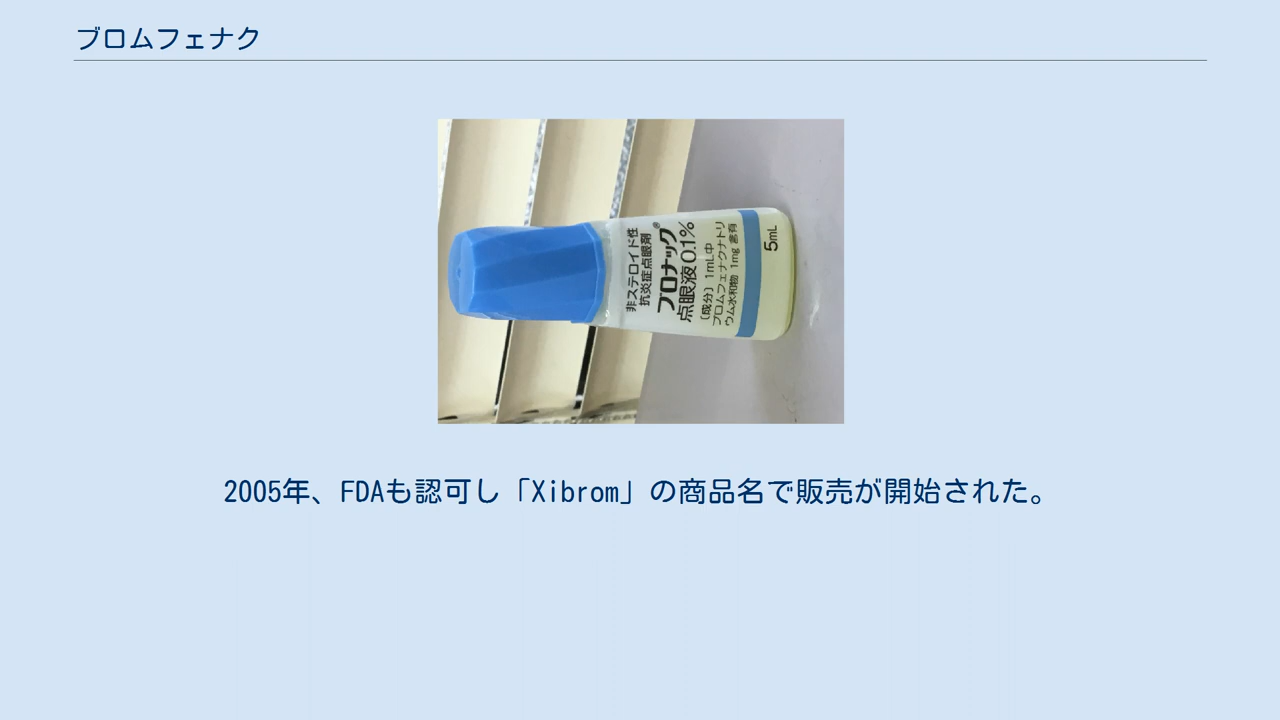 ブロムフェナク
非ステロイド性
抗炎症点眼剤
ブロナック®
点眼液0.1%
〔成分〕1mL中
ブロムフェナクナトリ
ウム水和物 1mg 含有
5mL
2005年、FDAも認可し「Xibrom」の商品名で販売が開始された。